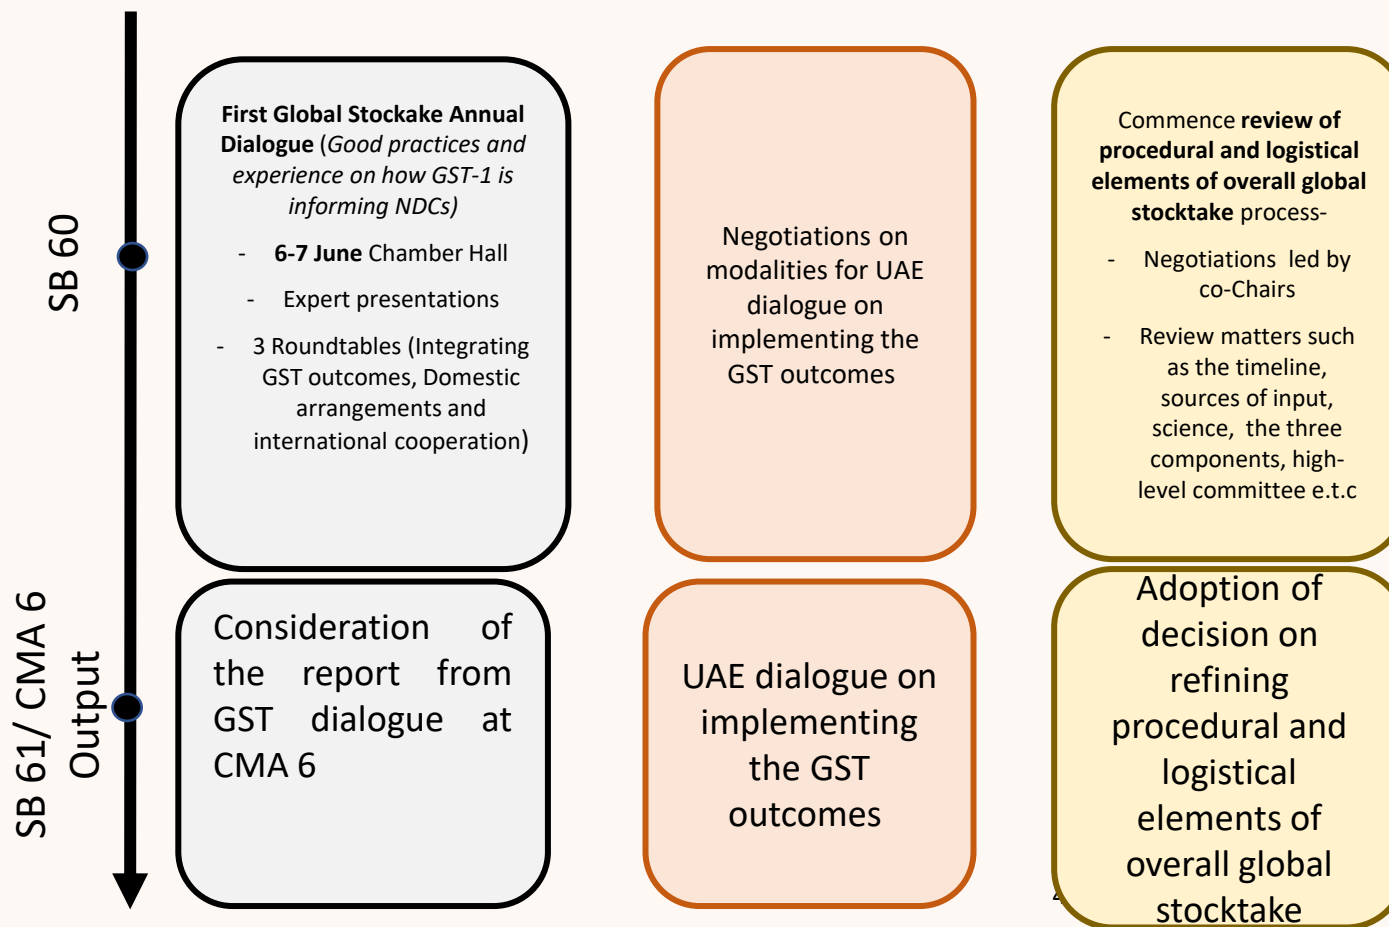 SB 60
First Global Stockake Annual
Dialogue (Good practices and
experience on how GST-1 is
informing NDCs)
- 6-7 June Chamber Hall
- Expert presentations
- 3 Roundtables (Integrating
GST outcomes, Domestic
arrangements and
international cooperation)
Negotiations on
modalities for UAE
dialogue on
implementing the
GST outcomes
Commence review of
procedural and logistical
elements of overall global
stocktake process-
- Negotiations led by
co-Chairs
- Review matters such
as the timeline,
sources of input,
science, the three
components, high-
level committee e.t.c
SB 61/ CMA 6
Output
Consideration of
the report from
GST dialogue at
CMA 6
UAE dialogue on
implementing
the GST
outcomes
Adoption of
decision on
refining
procedural and
logistical
elements of
overall global
stocktake
4